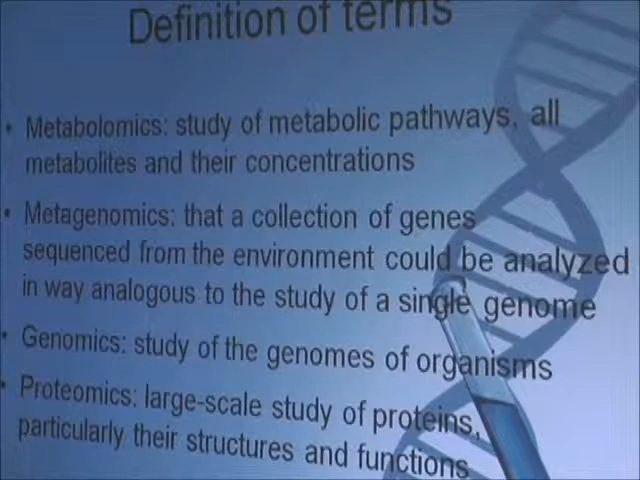 Definition of terms
• Metabolomics: study of metabolic pathways, all
metabolites and their concentrations
• Metagenomics: that a collection of genes
sequenced from the environment could be analyzed
in way analogous to the study of a single genome
• Genomics: study of the genomes of organisms
• Proteomics: large-scale study of proteins,
particularly their structures and functions